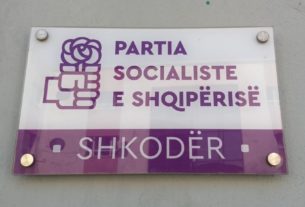 PARTIA
SOCIALISTE
E SHQIPËRISË
SHKODËR